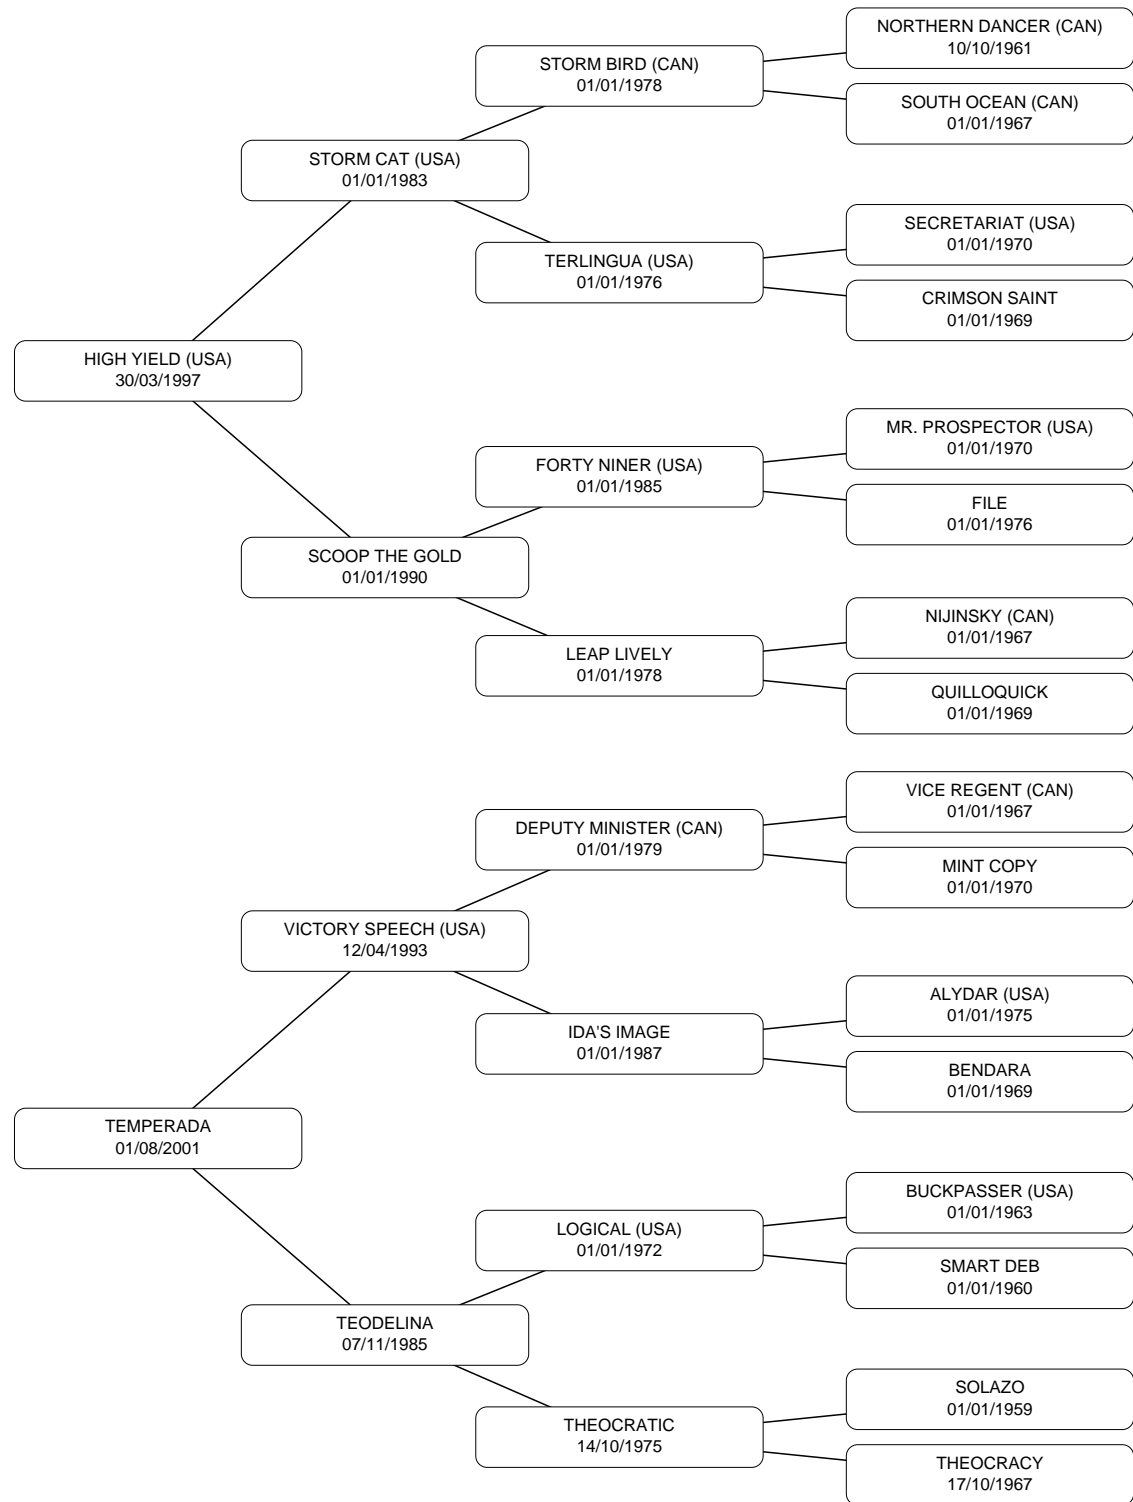 NORTHERN DANCER (CAN)
10/10/1961
STORM BIRD (CAN)
01/01/1978
SOUTH OCEAN (CAN)
01/01/1967
STORM CAT (USA)
01/01/1983
SECRETARIAT (USA)
01/01/1970
TERLINGUA (USA)
01/01/1976
CRIMSON SAINT
01/01/1969
HIGH YIELD (USA)
30/03/1997
MR. PROSPECTOR (USA)
01/01/1970
FORTY NINER (USA)
01/01/1985
FILE
01/01/1976
SCOOP THE GOLD
01/01/1990
NIJINSKY (CAN)
01/01/1967
LEAP LIVELY
01/01/1978
QUILLOQUICK
01/01/1969
VICE REGENT (CAN)
01/01/1967
DEPUTY MINISTER (CAN)
01/01/1979
MINT COPY
01/01/1970
VICTORY SPEECH (USA)
12/04/1993
ALYDAR (USA)
01/01/1975
IDA'S IMAGE
01/01/1987
BENDARA
01/01/1969
TEMPERADA
01/08/2001
BUCKPASSER (USA)
01/01/1963
LOGICAL (USA)
01/01/1972
SMART DEB
01/01/1960
TEODELINA
07/11/1985
SOLAZO
01/01/1959
THEOCRATIC
14/10/1975
THEOCRACY
17/10/1967